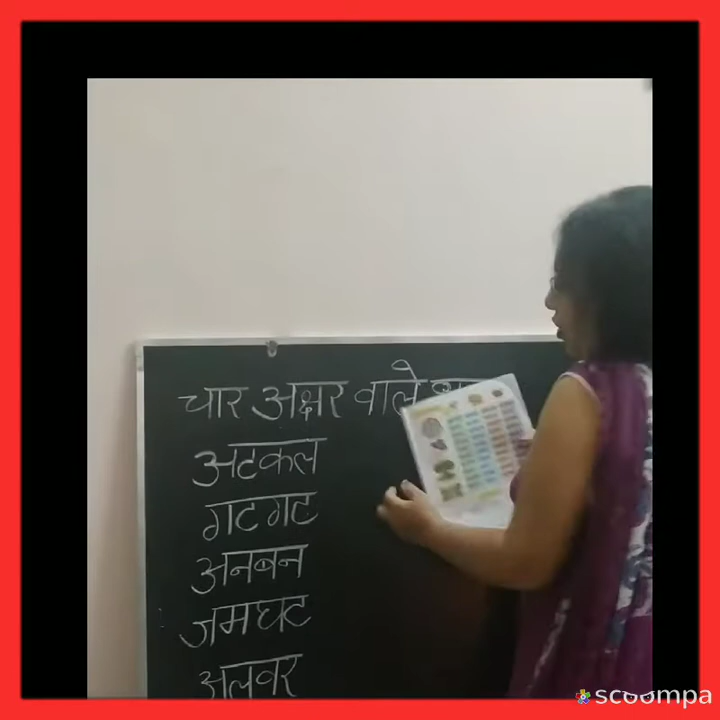 चार अक्षर वाले
अटकल
गटगट
अनबन
जमघट
अलवर
scoompa